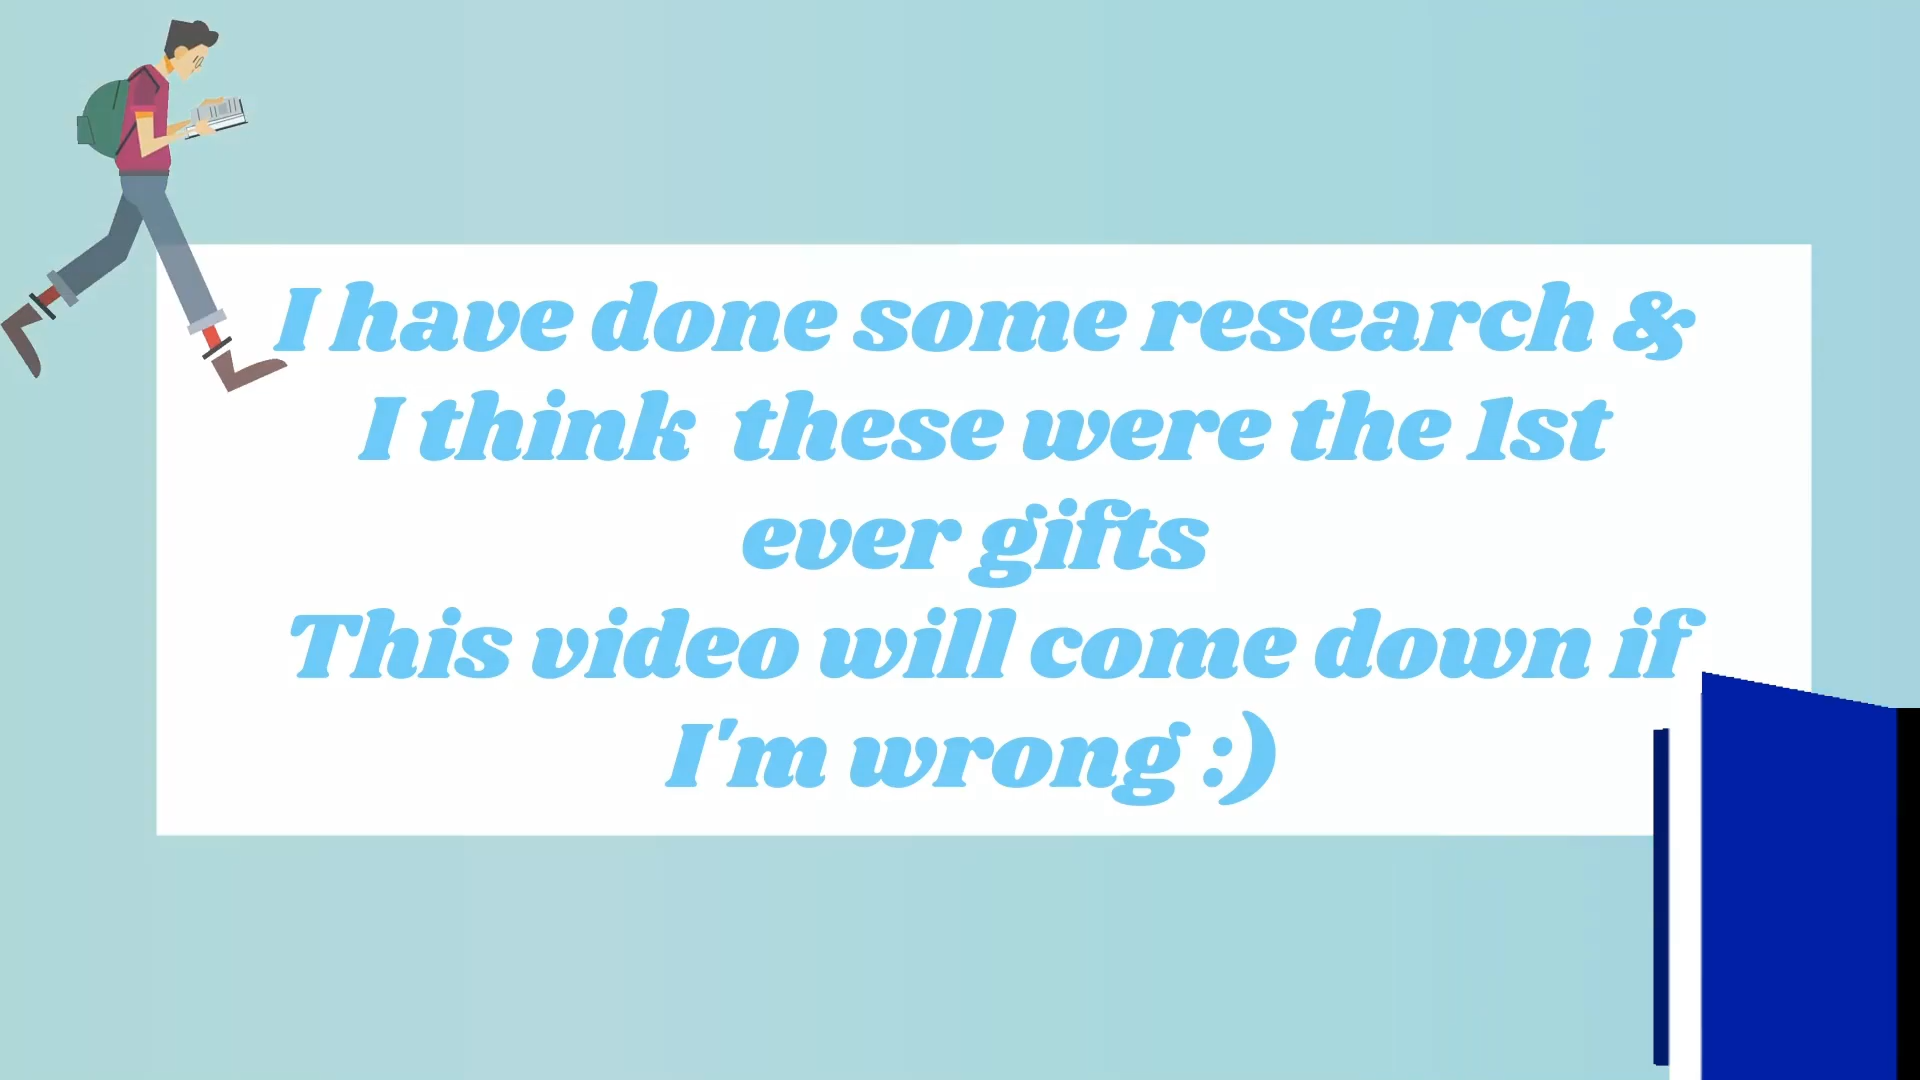 I have done some research &
I think  these were the 1st
ever gifts
This video will come down if
I'm wrong :)